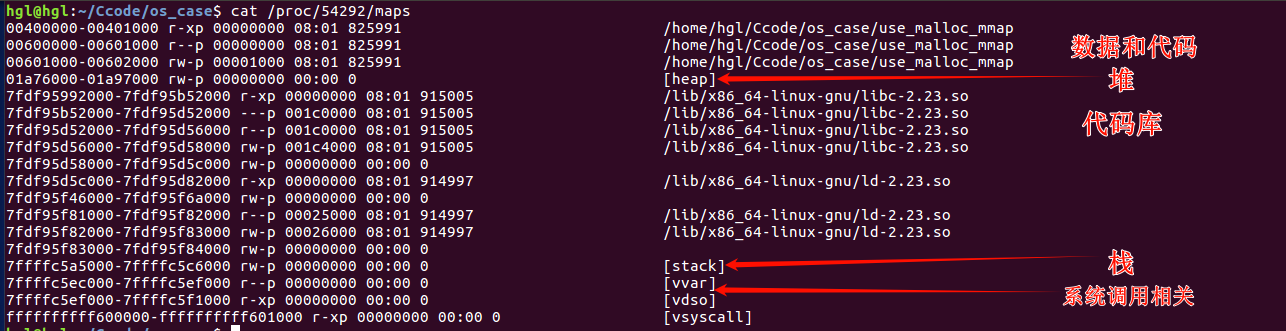 hgl@hgl:~/Ccode/os_case$ cat /proc/54292/maps
00400000-00401000 r-xp 00000000 08:01 825991 /home/hgl/Ccode/os_case/use_malloc_mmap
00600000-00601000 r--p 00000000 08:01 825991 /home/hgl/Ccode/os_case/use_malloc_mmap
00601000-00602000 rw-p 00001000 08:01 825991 /home/hgl/Ccode/os_case/use_malloc_mmap
数据和代码
01a76000-01a97000 rw-p 00000000 00:00 0 [heap]
堆
7fdf95992000-7fdf95b52000 r-xp 00000000 08:01 915005 /lib/x86_64-linux-gnu/libc-2.23.so
7fdf95b52000-7fdf95d52000 ---p 001c0000 08:01 915005 /lib/x86_64-linux-gnu/libc-2.23.so
7fdf95d52000-7fdf95d56000 r--p 001c0000 08:01 915005 /lib/x86_64-linux-gnu/libc-2.23.so
7fdf95d56000-7fdf95d58000 rw-p 001c4000 08:01 915005 /lib/x86_64-linux-gnu/libc-2.23.so
代码库
7fdf95d58000-7fdf95d5c000 rw-p 00000000 00:00 0
7fdf95d5c000-7fdf95d82000 r-xp 00000000 08:01 914997 /lib/x86_64-linux-gnu/ld-2.23.so
7fdf95f46000-7fdf95f6a000 rw-p 00000000 00:00 0
7fdf95f81000-7fdf95f82000 r--p 00025000 08:01 914997 /lib/x86_64-linux-gnu/ld-2.23.so
7fdf95f82000-7fdf95f83000 rw-p 00026000 08:01 914997 /lib/x86_64-linux-gnu/ld-2.23.so
7fdf95f83000-7fdf95f84000 rw-p 00000000 00:00 0
7ffffc5a5000-7ffffc5c6000 rw-p 00000000 00:00 0 [stack]
栈
7ffffc5ec000-7ffffc5ef000 r--p 00000000 00:00 0 [vvar]
7ffffc5ef000-7ffffc5f1000 r-xp 00000000 00:00 0 [vdso]
系统调用相关
ffffffffff600000-ffffffffff601000 r-xp 00000000 00:00 0 [vsyscall]
hgl@hgl:~/Ccode/os_case$